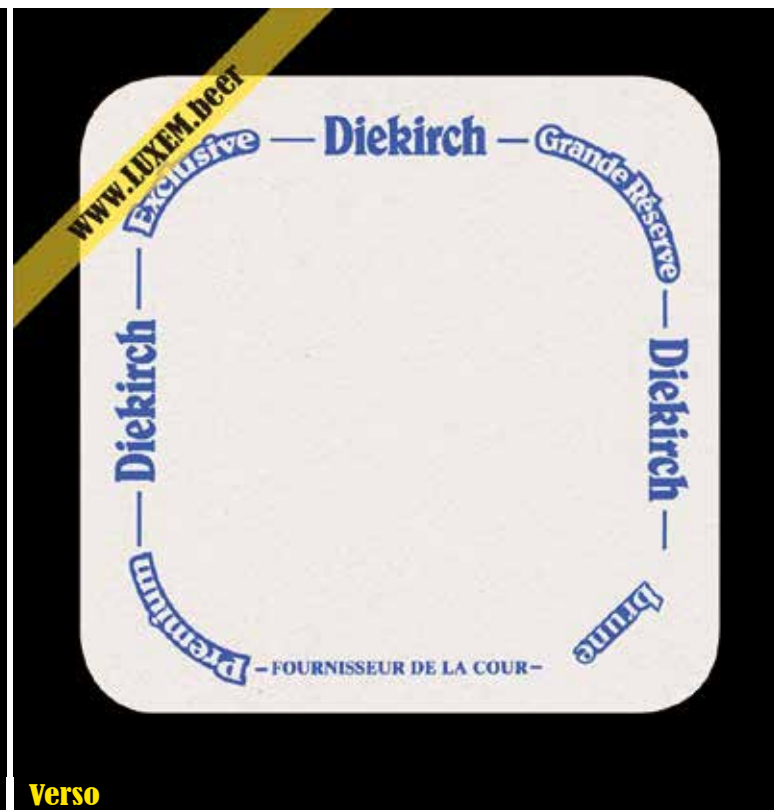 www.LUXEM.beer
Exclusive
Diekirch
Grande Réserve
Diekirch
brune
FOURNISSEUR DE LA COUR
Premium
Diekirch
Verso